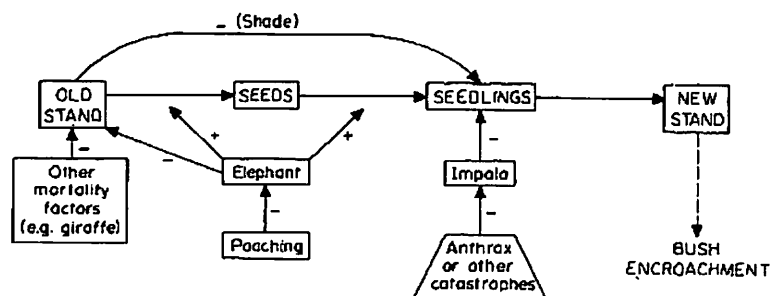 - (Shade)
OLD
STAND
SEEDS
SEEDLINGS
NEW
STAND
+
-
+
-
-
Other
mortality
factors
(e.g. giraffe)
Elephant
Impala
-
-
Poaching
Anthrax
or other
catastrophes
BUSH
ENCROACHMENT